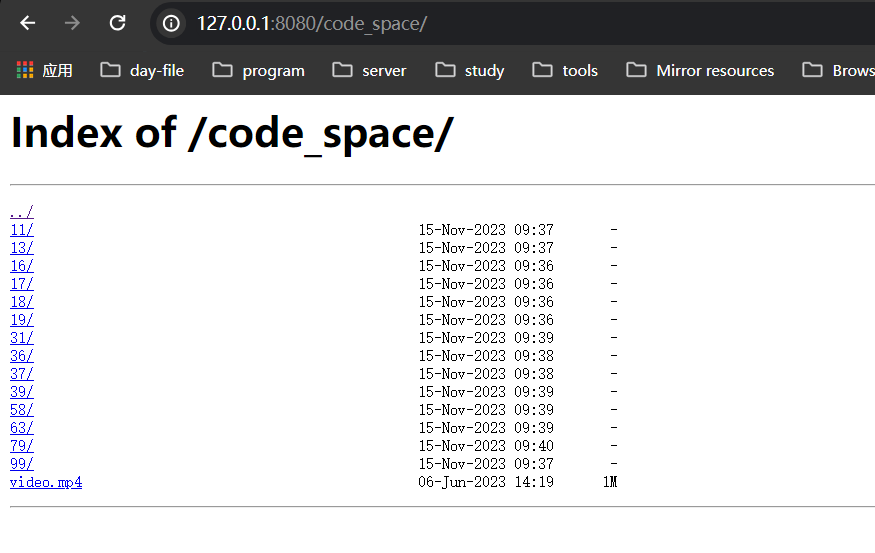 127.0.0.1:8080/code_space/
应用 day-file program server study tools Mirror resources Brows
Index of /code_space/
../
11/ 15-Nov-2023 09:37 -
13/ 15-Nov-2023 09:37 -
16/ 15-Nov-2023 09:36 -
17/ 15-Nov-2023 09:36 -
18/ 15-Nov-2023 09:36 -
19/ 15-Nov-2023 09:36 -
31/ 15-Nov-2023 09:39 -
36/ 15-Nov-2023 09:38 -
37/ 15-Nov-2023 09:38 -
39/ 15-Nov-2023 09:39 -
58/ 15-Nov-2023 09:39 -
63/ 15-Nov-2023 09:39 -
79/ 15-Nov-2023 09:40 -
99/ 15-Nov-2023 09:37 -
video.mp4 06-Jun-2023 14:19 1M